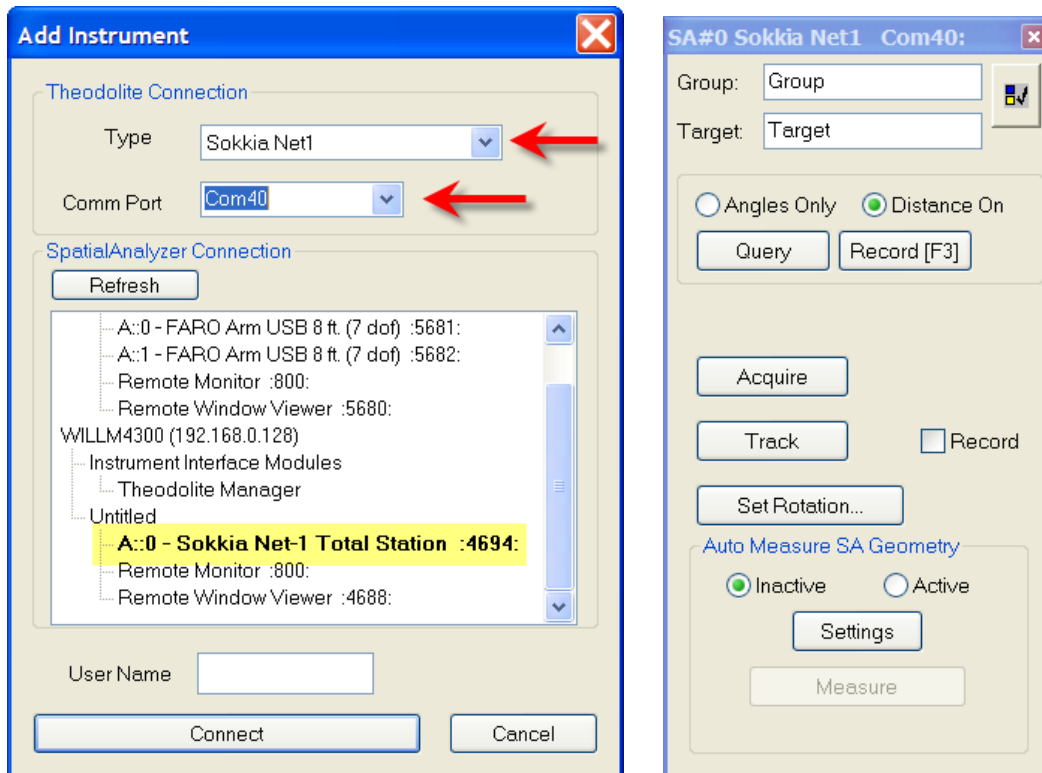 Add Instrument
Theodolite Connection
Type
Sokkia Net1
Comm Port
Com40
SpatialAnalyzer Connection
Refresh
A::0 - FARO Arm USB 8 ft. (7 dof) :5681:
A::1 - FARO Arm USB 8 ft. (7 dof) :5682:
Remote Monitor :800:
Remote Window Viewer :5680:
WILLM4300 (192.168.0.128)
Instrument Interface Modules
Theodolite Manager
Untitled
A::0 - Sokkia Net-1 Total Station :4694:
Remote Monitor :800:
Remote Window Viewer :4688:
User Name
Connect
Cancel
SA#0 Sokkia Net1 Com40:
Group:
Group
Target:
Target
Angles Only
Distance On
Query
Record [F3]
Acquire
Track
Record
Set Rotation...
Auto Measure SA Geometry
Inactive
Active
Settings
Measure